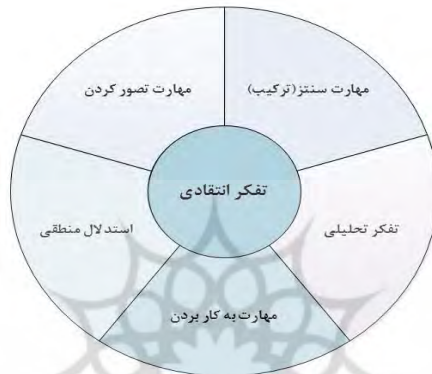 مهارت سنتز(ترکیب)
مهارت تصور کردن
تفکر انتقادی
تفکر تحلیلی
استدلال منطقی
مهارت به کار بردن